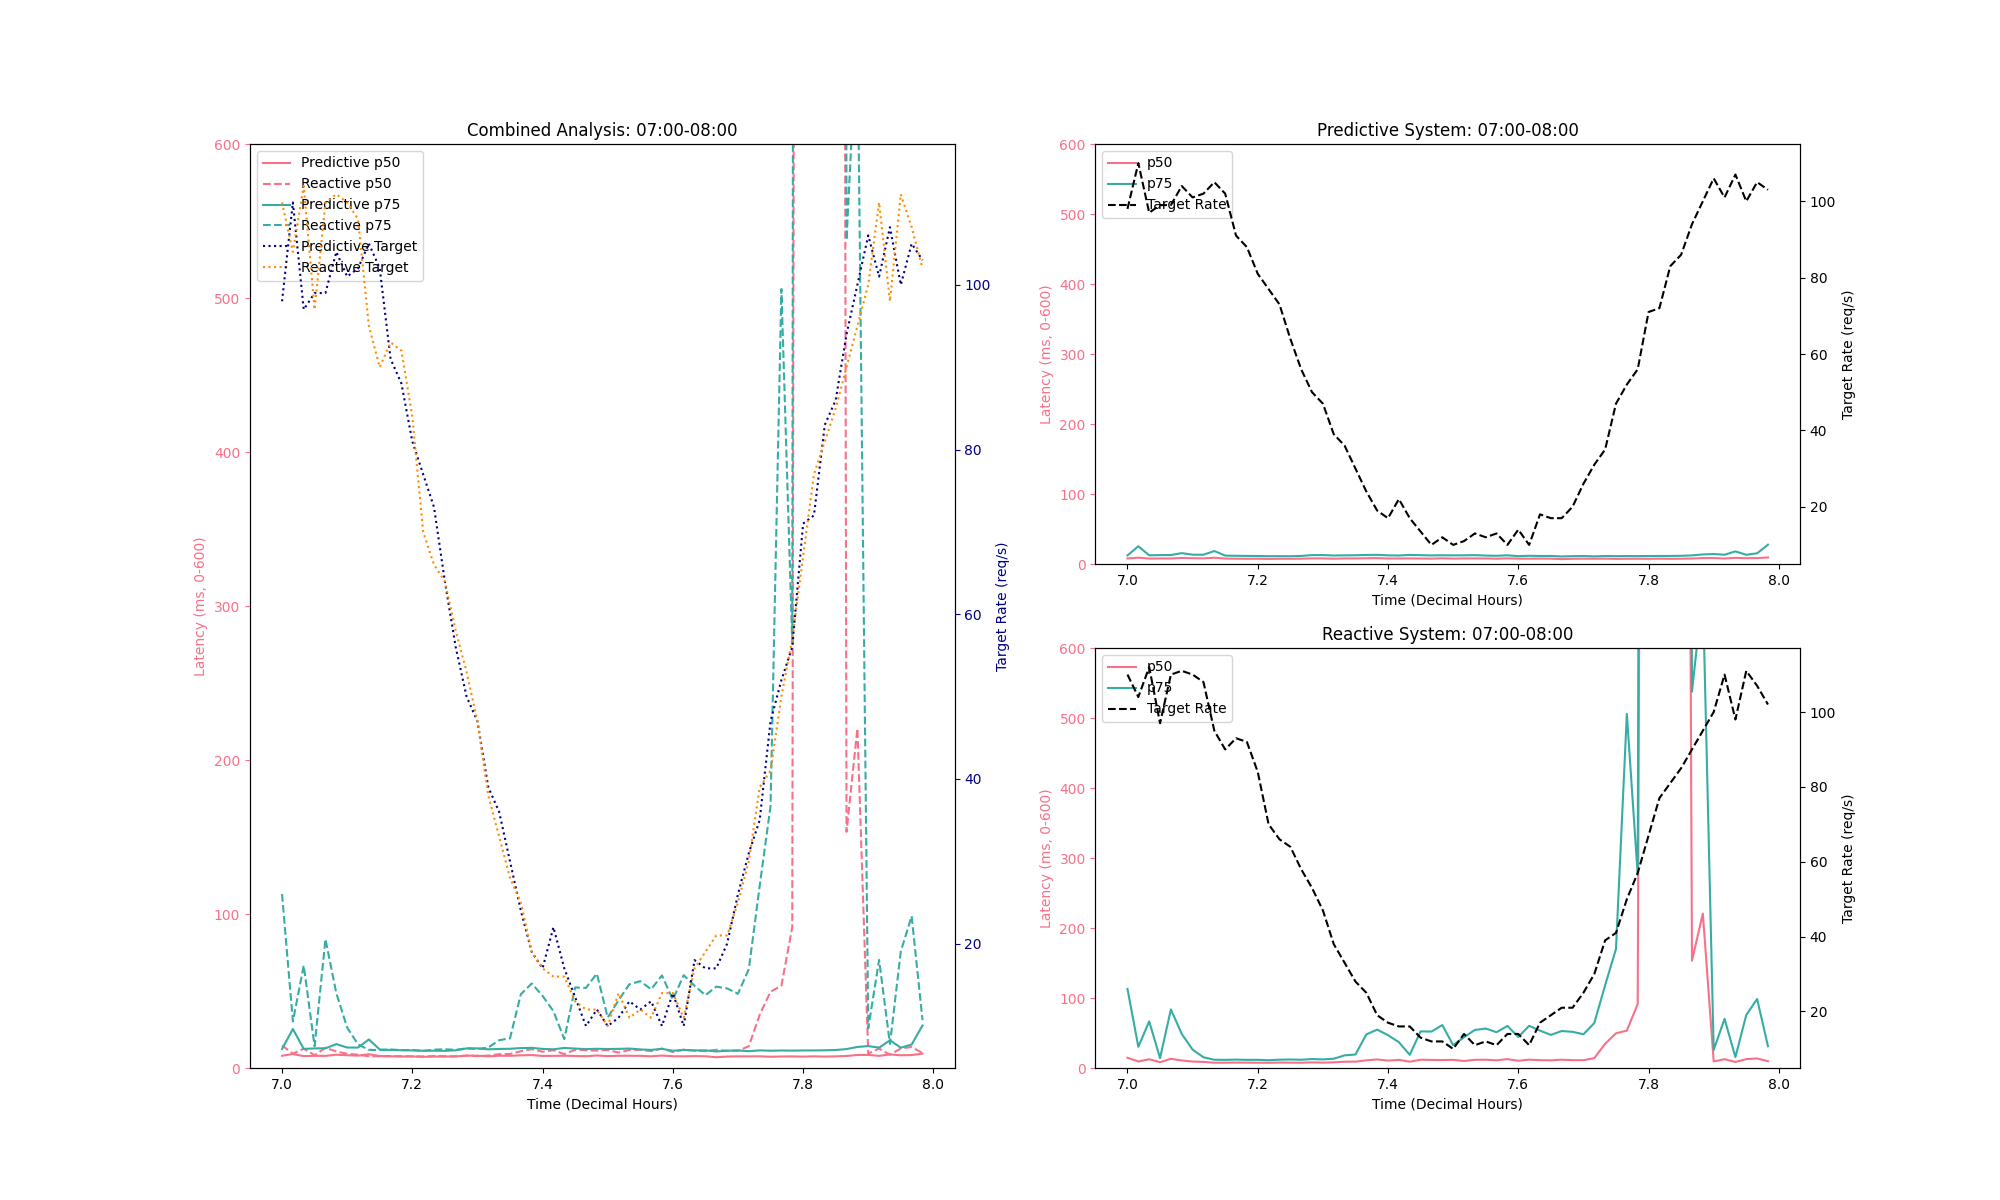 Combined Analysis: 07:00-08:00
Predictive p50
Reactive p50
Predictive p75
Reactive p75
Predictive Target
Reactive Target
600
500
400
300
200
100
0
Latency (ms, 0-600)
100
80
60
40
20
Target Rate (req/s)
7.0 7.2 7.4 7.6 7.8 8.0
Time (Decimal Hours)
Predictive System: 07:00-08:00
p50
p75
Target Rate
600
500
400
300
200
100
0
Latency (ms, 0-600)
100
80
60
40
20
Target Rate (req/s)
7.0 7.2 7.4 7.6 7.8 8.0
Time (Decimal Hours)
Reactive System: 07:00-08:00
p50
p75
Target Rate
600
500
400
300
200
100
0
Latency (ms, 0-600)
100
80
60
40
20
Target Rate (req/s)
7.0 7.2 7.4 7.6 7.8 8.0
Time (Decimal Hours)